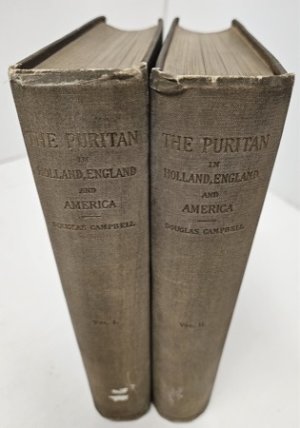 THE PURITAN
IN
HOLLAND, ENGLAND
AND
AMERICA
DOUGLAS CAMPBELL
VOL. I.
THE PURITAN
IN
HOLLAND, ENGLAND
AND
AMERICA
DOUGLAS CAMPBELL
VOL. II.